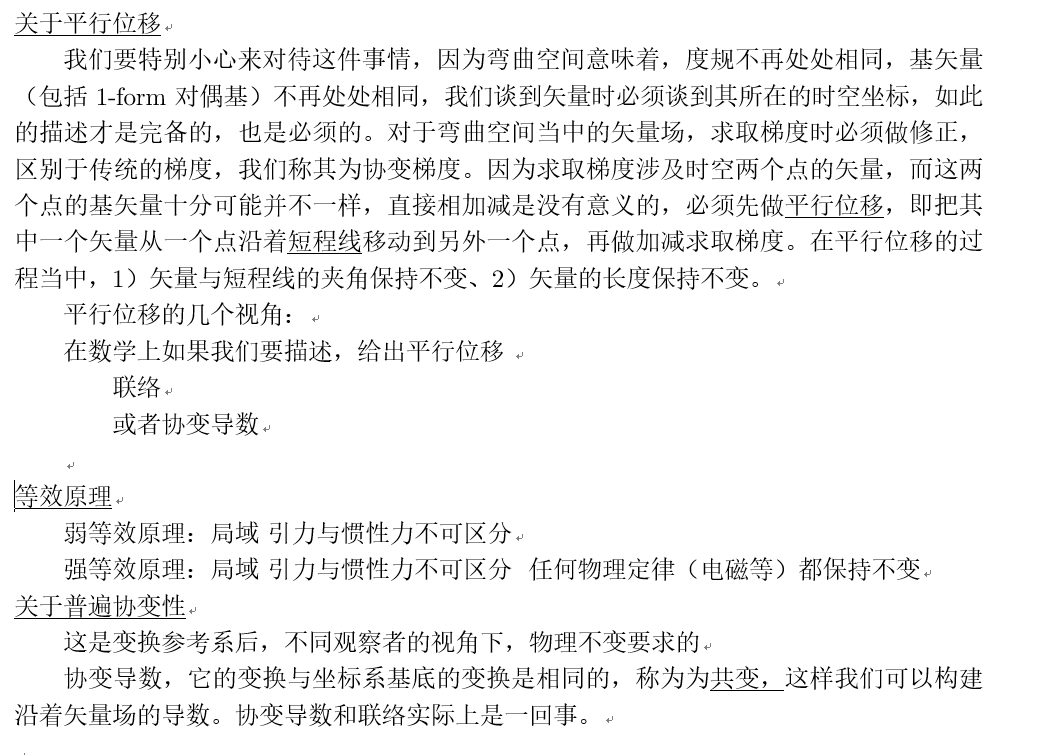 关于平行位移
我们要特别小心来对待这件事情，因为弯曲空间意味着，度规不再处处相同，基矢量
（包括 1-form 对偶基）不再处处相同，我们谈到矢量时必须谈到其所在的时空坐标，如此
的描述才是完备的，也是必须的。对于弯曲空间当中的矢量场，求取梯度时必须做修正，
区别于传统的梯度，我们称其为协变梯度。因为求取梯度涉及时空两个点的矢量，而这两
个点的基矢量十分可能并不一样，直接相加减是没有意义的，必须先做平行位移，即把其
中一个矢量从一个点沿着短程线移动到另外一个点，再做加减求取梯度。在平行位移的过
程当中，1）矢量与短程线的夹角保持不变、2）矢量的长度保持不变。
平行位移的几个视角：
在数学上如果我们要描述，给出平行位移
联络
或者协变导数
等效原理
弱等效原理：局域 引力与惯性力不可区分
强等效原理：局域 引力与惯性力不可区分 任何物理定律（电磁等）都保持不变
关于普遍协变性
这是变换参考系后，不同观察者的视角下，物理不变要求的
协变导数，它的变换与坐标系基底的变换是相同的，称为为共变，这样我们可以构建
沿着矢量场的导数。协变导数和联络实际上是一回事。